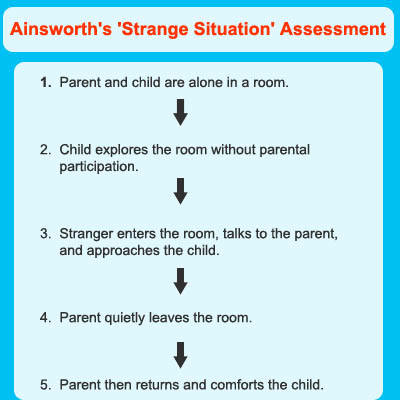 Ainsworth's 'Strange Situation' Assessment
1. Parent and child are alone in a room.
2. Child explores the room without parental
participation.
3. Stranger enters the room, talks to the parent,
and approaches the child.
4. Parent quietly leaves the room.
5. Parent then returns and comforts the child.